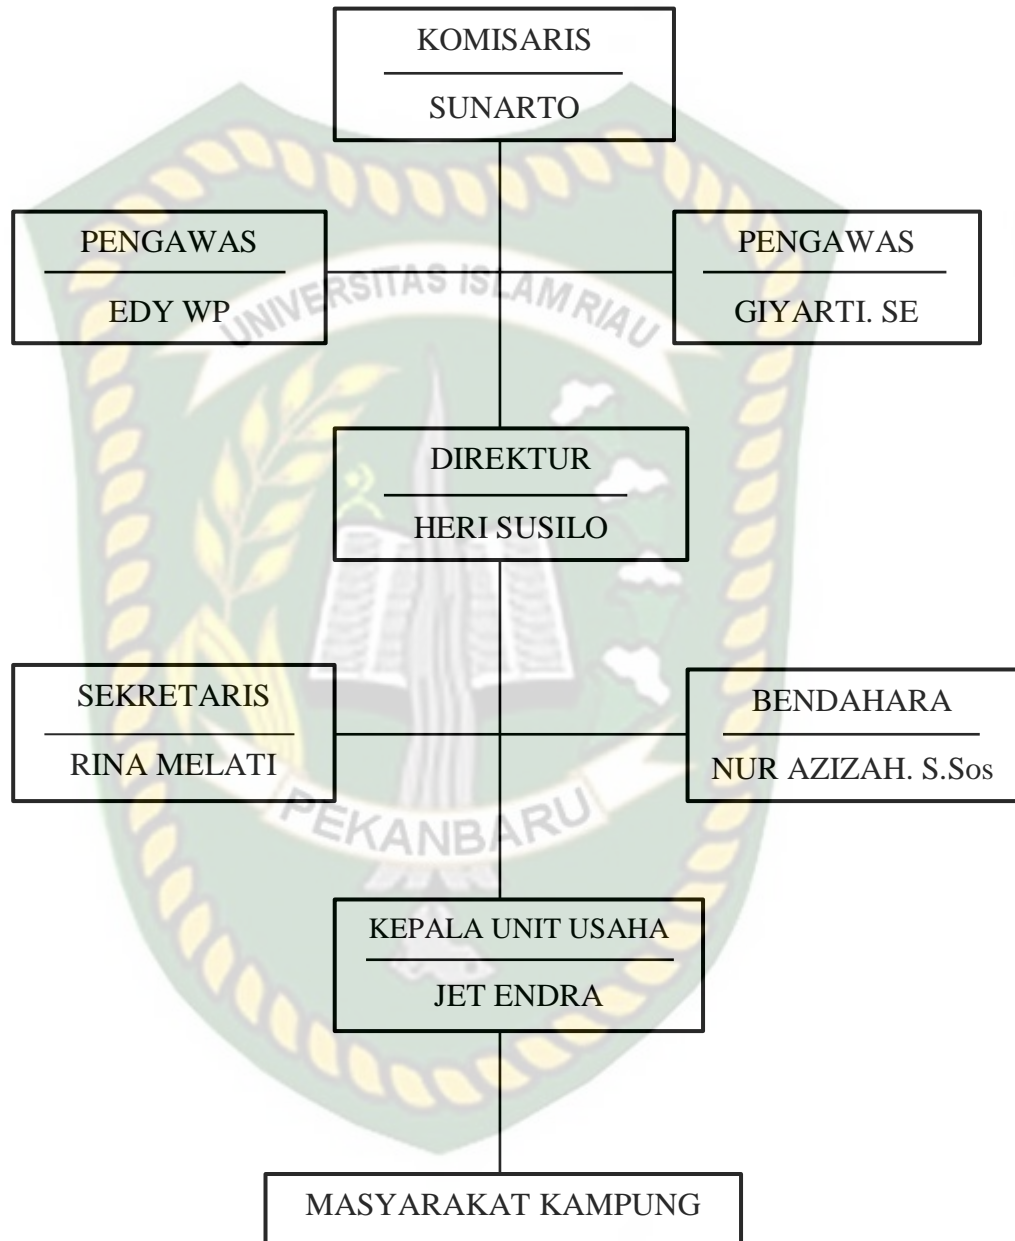 KOMISARIS
SUNARTO
PENGAWAS
EDY WP
PENGAWAS
GIYARTI. SE
UNIVERSITAS ISLAM RIAU
DIREKTUR
HERI SUSILO
SEKRETARIS
RINA MELATI
BENDAHARA
NUR AZIZAH. S.Sos
PEKANBARU
KEPALA UNIT USAHA
JET ENDRA
MASYARAKAT KAMPUNG